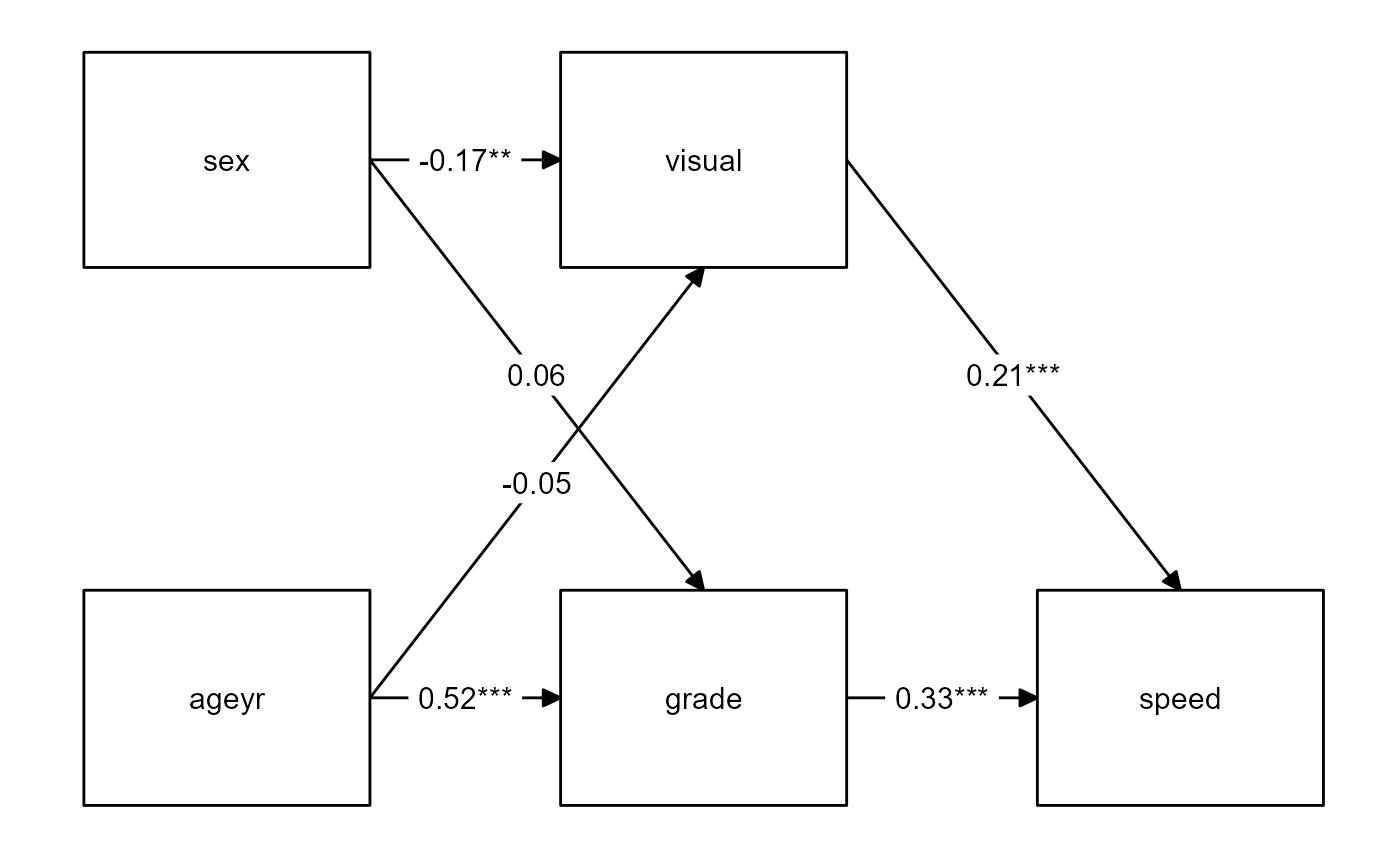 sex
-0.17**
visual
0.06
0.21***
-0.05
ageyr
0.52***
grade
0.33***
speed